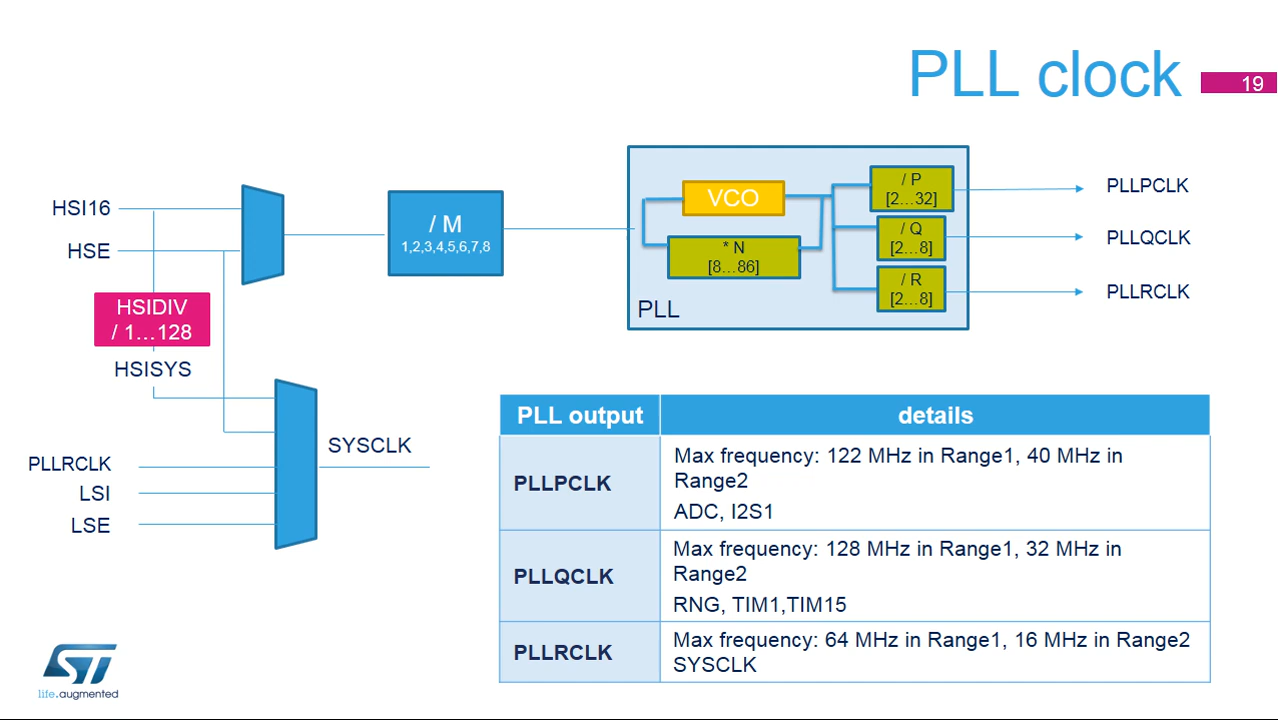 PLL clock
19
HSI16
HSE
HSIDIV
/ 1...128
HSISYS
PLLRCLK
LSI
LSE
SYSCLK
/ M
1,2,3,4,5,6,7,8
VCO
* N
[8...86]
PLL
/ P
[2...32]
/ Q
[2...8]
/ R
[2...8]
PLLPCLK
PLLQCLK
PLLRCLK
PLL output
details
PLLPCLK
Max frequency: 122 MHz in Range1, 40 MHz in
Range2
ADC, I2S1
PLLQCLK
Max frequency: 128 MHz in Range1, 32 MHz in
Range2
RNG, TIM1,TIM15
PLLRCLK
Max frequency: 64 MHz in Range1, 16 MHz in Range2
SYSCLK
ST
life.augmented